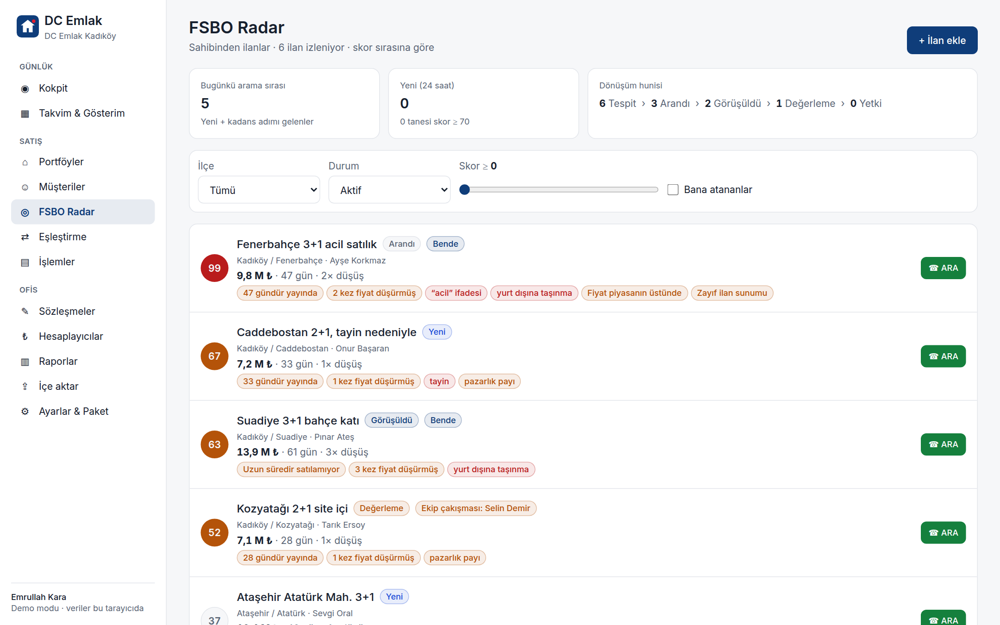 DC Emlak
DC Emlak Kadıköy
GÜNLÜK
Kokpit
Takvim & Gösterim
SATIŞ
Portföyler
Müşteriler
FSBO Radar
Eşleştirme
İşlemler
OFİS
Sözleşmeler
₺ Hesaplayıcılar
Raporlar
İçe aktar
Ayarlar & Paket
Emrullah Kara
Demo modu · veriler bu tarayıcıda
FSBO Radar
Sahibinden ilanlar · 6 ilan izleniyor · skor sırasına göre
+ İlan ekle
Bugünkü arama sırası
5
Yeni + kadans adımı gelenler
Yeni (24 saat)
0
0 tanesi skor ≥ 70
Dönüşüm hunisi
6 Tespit › 3 Arandı › 2 Görüşüldü › 1 Değerleme › 0 Yetki
İlçe
Tümü
Durum
Aktif
Skor ≥ 0
Bana atananlar
99
Fenerbahçe 3+1 acil satılık Arandı Bende
Kadıköy / Fenerbahçe · Ayşe Korkmaz
9,8 M ₺ · 47 gün · 2× düşüş
47 gündür yayında 2 kez fiyat düşürmüş “acil” ifadesi yurt dışına taşınma Fiyat piyasanın üstünde Zayıf ilan sunumu
☎ ARA
67
Caddebostan 2+1, tayin nedeniyle Yeni
Kadıköy / Caddebostan · Onur Başaran
7,2 M ₺ · 33 gün · 1× düşüş
33 gündür yayında 1 kez fiyat düşürmüş tayin pazarlık payı
☎ ARA
63
Suadiye 3+1 bahçe katı Görüşüldü Bende
Kadıköy / Suadiye · Pınar Ateş
13,9 M ₺ · 61 gün · 3× düşüş
Uzun süredir satılamıyor 3 kez fiyat düşürmüş yurt dışına taşınma
☎ ARA
52
Kozyatağı 2+1 site içi Değerleme Ekip çakışması: Selin Demir
Kadıköy / Kozyatağı · Tarık Ersoy
7,1 M ₺ · 28 gün · 1× düşüş
28 gündür yayında 1 kez fiyat düşürmüş pazarlık payı
☎ ARA
37
Ataşehir Atatürk Mah. 3+1 Yeni
Ataşehir / Atatürk · Sevgi Oral
☎ ARA